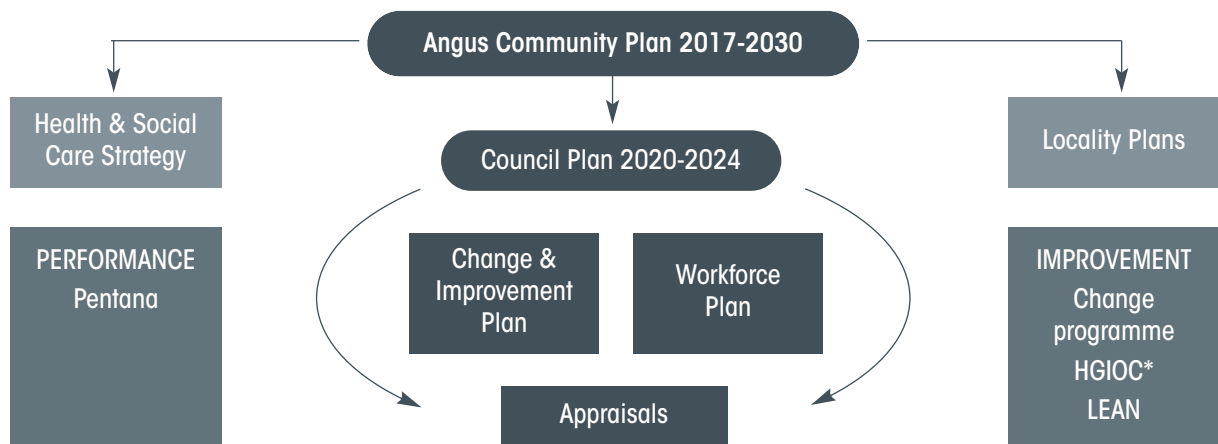 Angus Community Plan 2017-2030
Health & Social
Care Strategy
Council Plan 2020-2024
Locality Plans
PERFORMANCE
Pentana
Change &
Improvement
Plan
Workforce
Plan
IMPROVEMENT
Change
programme
HGIOC*
LEAN
Appraisals